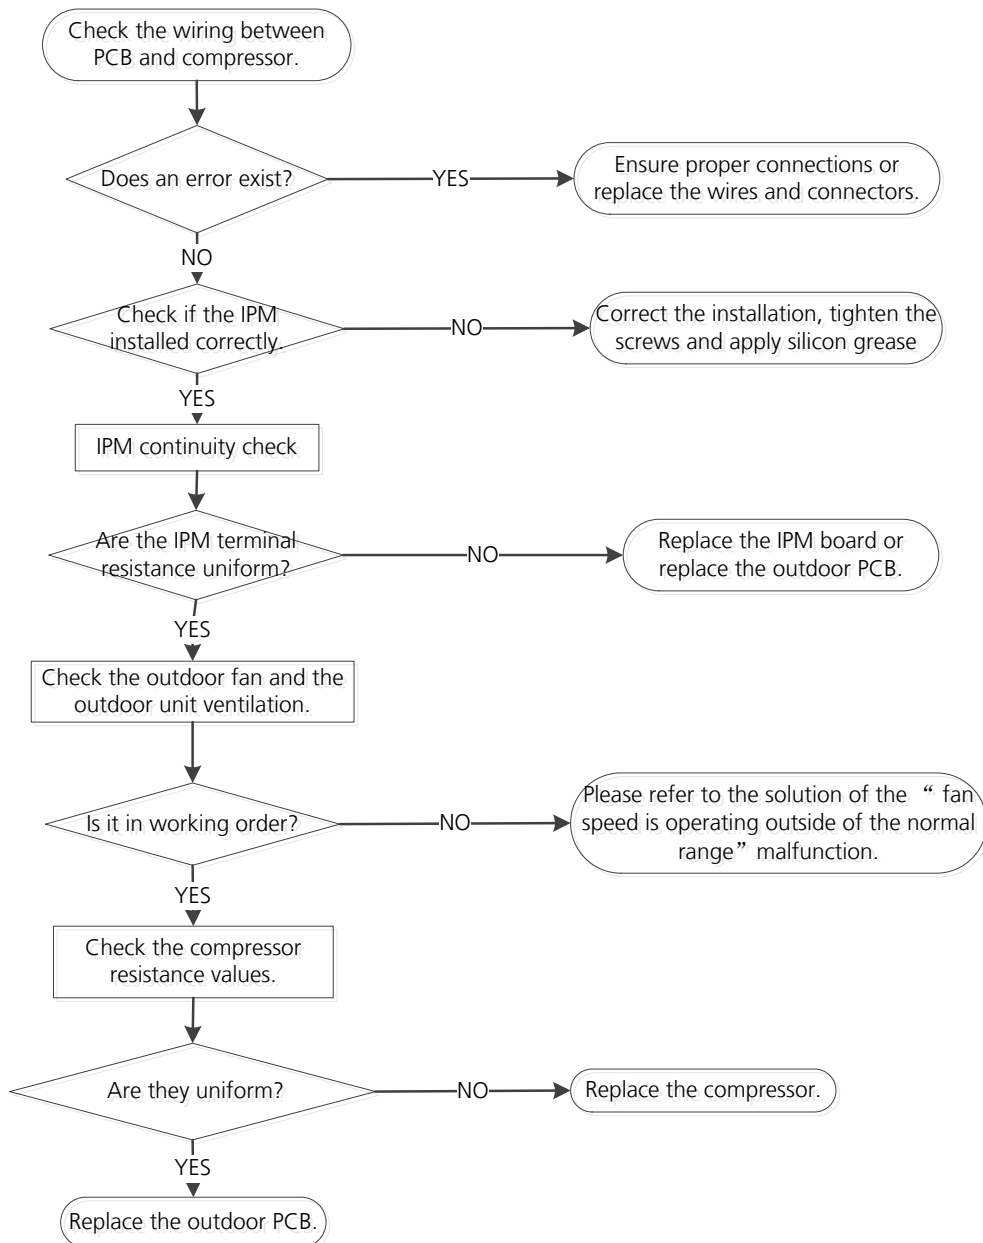 Check the wiring between
PCB and compressor.
Does an error exist?
YES
Ensure proper connections or
replace the wires and connectors.
NO
Check if the IPM
installed correctly.
NO
Correct the installation, tighten the
screws and apply silicon grease
YES
IPM continuity check
Are the IPM terminal
resistance uniform?
NO
Replace the IPM board or
replace the outdoor PCB.
YES
Check the outdoor fan and the
outdoor unit ventilation.
Is it in working order?
NO
Please refer to the solution of the “ fan
speed is operating outside of the normal
range” malfunction.
YES
Check the compressor
resistance values.
Are they uniform?
NO
Replace the compressor.
YES
Replace the outdoor PCB.